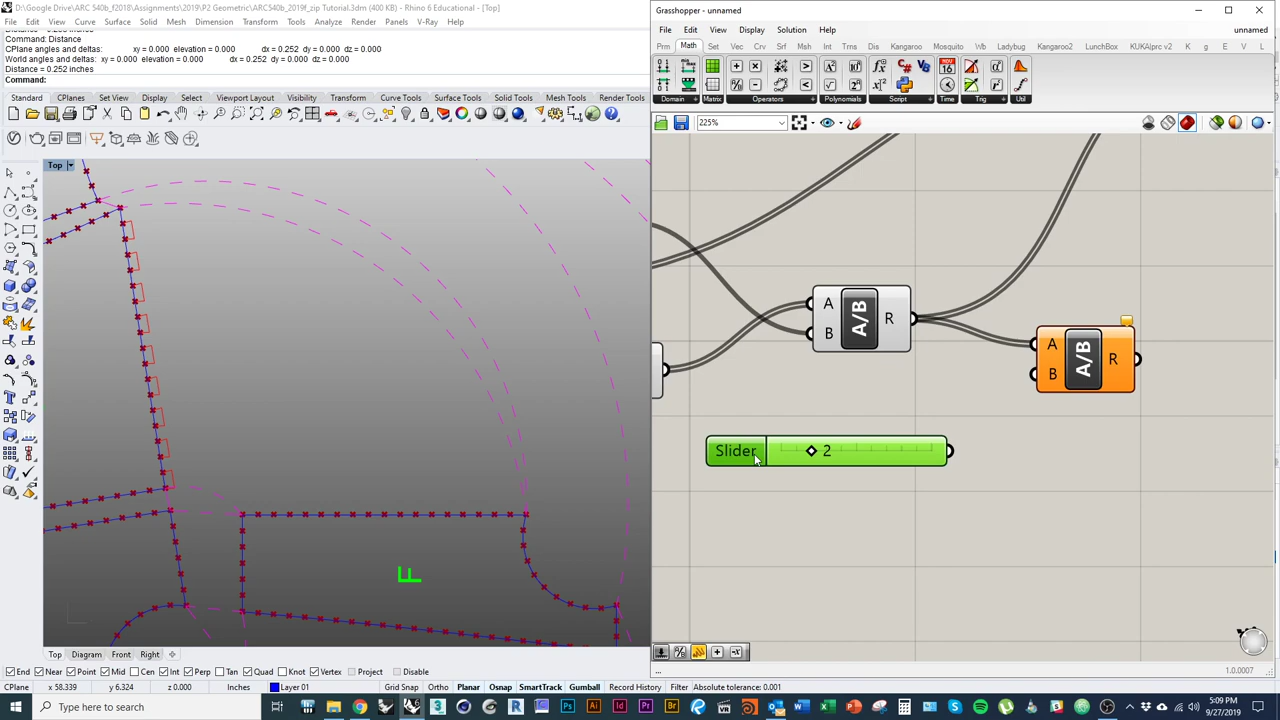 D:\Google Drive\ARC 540b_f2018\Assignments\2019\P2 Geometric\ARC540b_2019f_zip Tutorial.3dm (400 KB) - Rhino 6 Educational - [Top]
File Edit View Curve Surface Solid Mesh Dimension Transform Tools Analyze Render Panels V-Ray Help
Command: Distance
CPlane angles and deltas: xy = 0.000 elevation = 0.000 dx = 0.252 dy = 0.000 dz = 0.000
World angles and deltas: xy = 0.000 elevation = 0.000 dx = 0.252 dy = 0.000 dz = 0.000
Distance = 0.252 inches
Command:
Standard CPlanes Set View Display Select Viewport Layout Visibility Transform Curve Tools Surface Tools Solid Tools Mesh Tools Render Tools
Top
F
Top Diagram Front Right
End Near Point Mid Cen Int Perp Tan Quad Knot Vertex Project Disable
CPlane x 58.339 y 6.324 z 0.000 Inches Layer 01 Grid Snap Ortho Planar Osnap SmartTrack Gumball Record History Filter Absolute tolerance: 0.001
Grasshopper - unnamed
File Edit View Display Solution Help unnamed
Prm Math Set Vec Crv Srf Msh Int Trns Dis Kangaroo Mosquito Wb Ladybug Kangaroo2 LunchBox KUKA|prc v2 K g E V L
Domain Matrix Operators Polynomials Script Time Trig Util
225%
A
B
A/B
R
A
B
A/B
R
Slider 2
...
1.0.0007
Type here to search
5:09 PM
9/27/2019